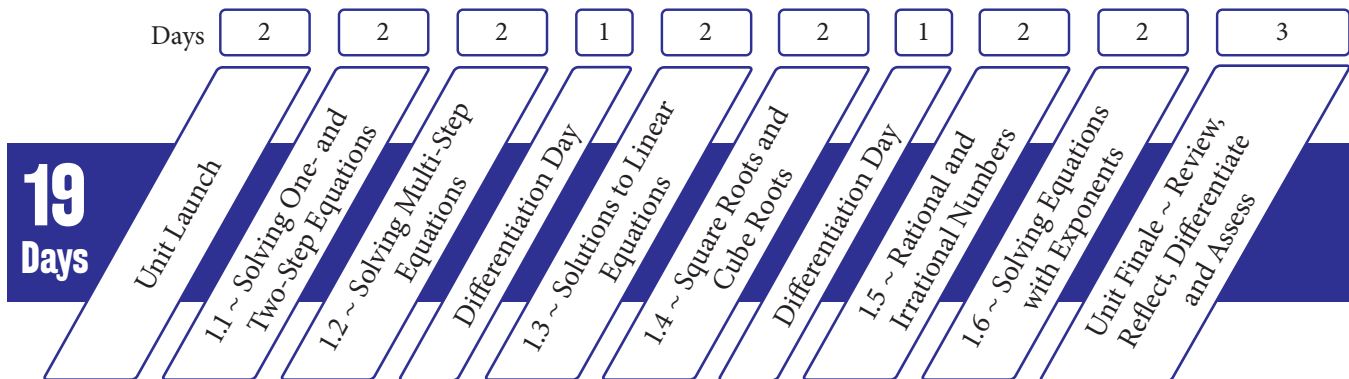 Days 2 2 2 1 2 2 1 2 2 3
19
Days
Unit Launch
1.1 ~ Solving One- and
Two-Step Equations
1.2 ~ Solving Multi-Step
Equations
Differentiation Day
1.3 ~ Solutions to Linear
Equations
1.4 ~ Square Roots and
Cube Roots
Differentiation Day
1.5 ~ Rational and
Irrational Numbers
1.6 ~ Solving Equations
with Exponents
Unit Finale ~ Review,
Reflect, Differentiate
and Assess